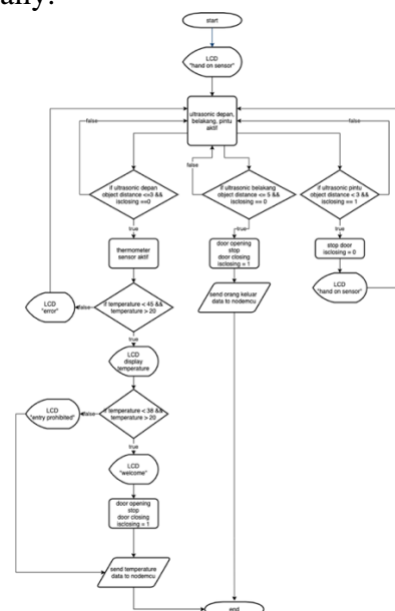 ally.
start
LCD
"hand on sensor"
ultrasonic depan,
belakang, pintu
aktif
false
false
false
if ultrasonic depan
object distance <=3 &&
isclosing ==0
if ultrasonic belakang
object distance <= 5 &&
isclosing == 0
if ultrasonic pintu
object distance < 3 &&
isclosing == 1
true
true
true
thermometer
sensor aktif
door opening
stop
door closing
isclosing = 1
stop door
isclosing = 0
LCD
"hand on sensor"
send orang keluar
data to nodemcu
if temperature < 45 &&
temperature > 20
false
LCD
"error"
true
LCD
display
temperature
if temperature < 38 &&
temperature > 20
false
LCD
"entry prohibited"
true
LCD
"welcome"
door opening
stop
door closing
isclosing = 1
send temperature
data to nodemcu
end